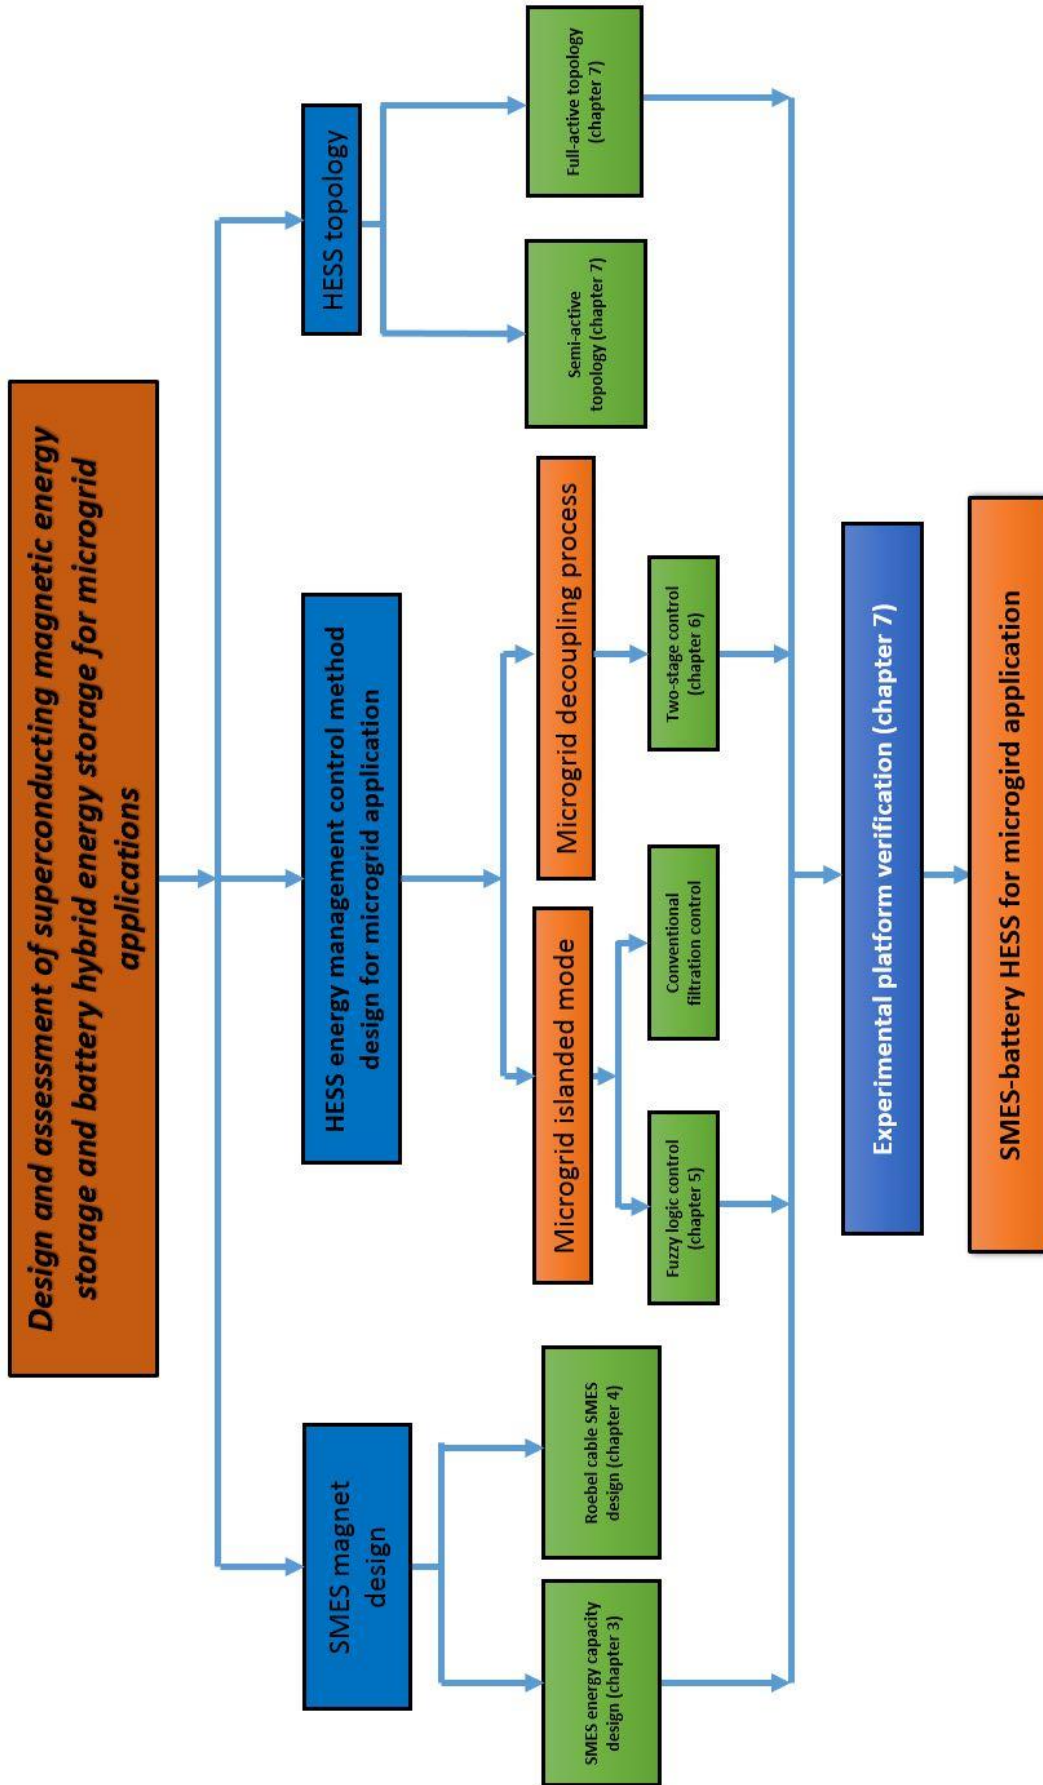 Design and assessment of superconducting magnetic energy
storage and battery hybrid energy storage for microgrid
applications
SMES magnet
design
HESS energy management control method
design for microgrid application
HESS topology
SMES energy capacity
design (chapter 3)
Roebel cable SMES
design (chapter 4)
Microgrid islanded mode
Microgrid decoupling process
Semi-active
topology (chapter 7)
Full-active topology
(chapter 7)
Fuzzy logic control
(chapter 5)
Conventional
filtration control
Two-stage control
(chapter 6)
Experimental platform verification (chapter 7)
SMES-battery HESS for microgird application